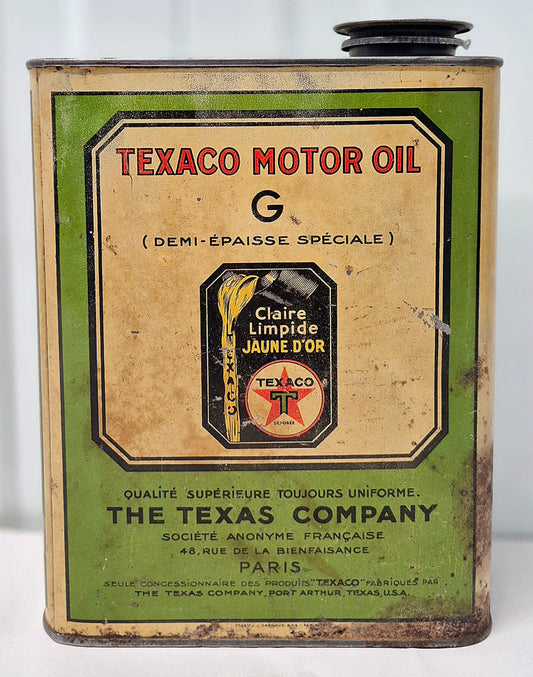 TEXACO MOTOR OIL
G
(DEMI-ÉPAISSE SPÉCIALE)
Claire
Limpide
JAUNE D'OR
TEXACO
TEXACO
T
QUALITÉ SUPÉRIEURE TOUJOURS UNIFORME.
THE TEXAS COMPANY
SOCIÉTÉ ANONYME FRANÇAISE
48, RUE DE LA BIENFAISANCE
PARIS
SEULE CONCESSIONNAIRE DES PRODUITS "TEXACO" FABRIQUÉS PAR
THE TEXAS COMPANY, PORT ARTHUR, TEXAS, U.S.A.